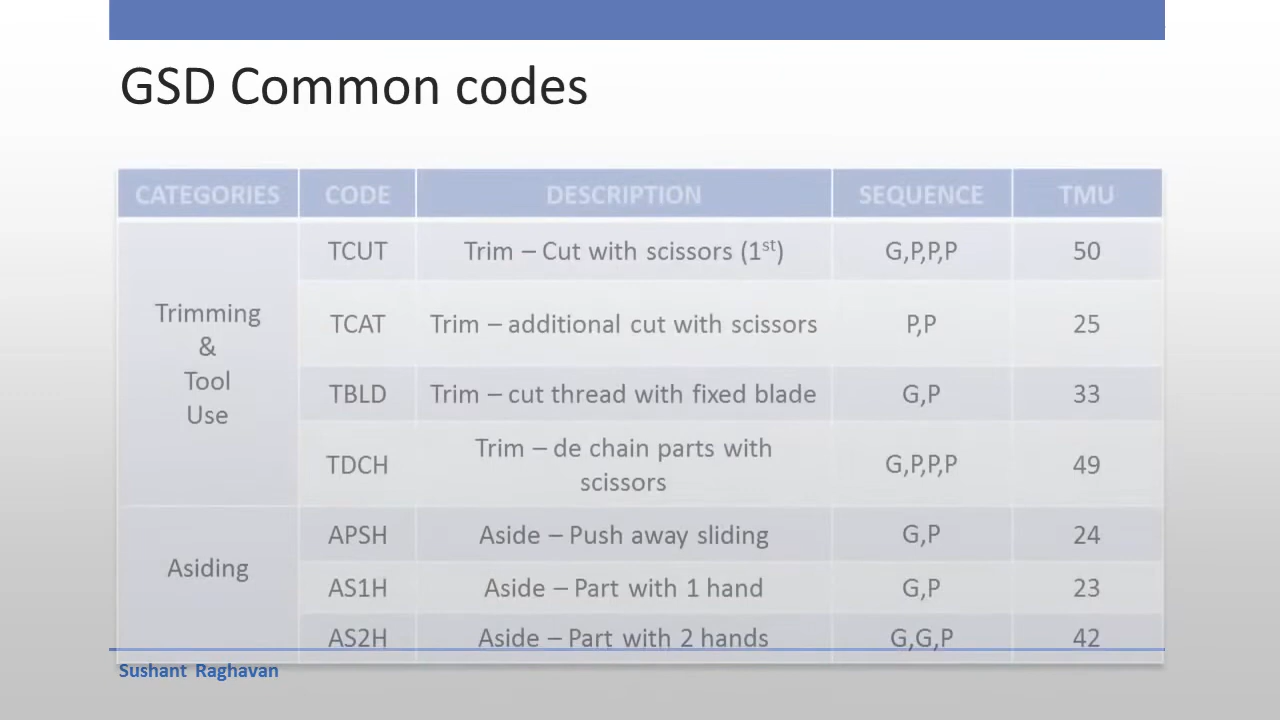 GSD Common codes
CATEGORIES CODE DESCRIPTION SEQUENCE TMU
Trimming
&
Tool
Use
TCUT Trim – Cut with scissors (1st) G,P,P,P 50
TCAT Trim – additional cut with scissors P,P 25
TBLD Trim – cut thread with fixed blade G,P 33
TDCH Trim – de chain parts with
scissors G,P,P,P 49
Asiding
APSH Aside – Push away sliding G,P 24
AS1H Aside – Part with 1 hand G,P 23
AS2H Aside – Part with 2 hands G,G,P 42
Sushant Raghavan